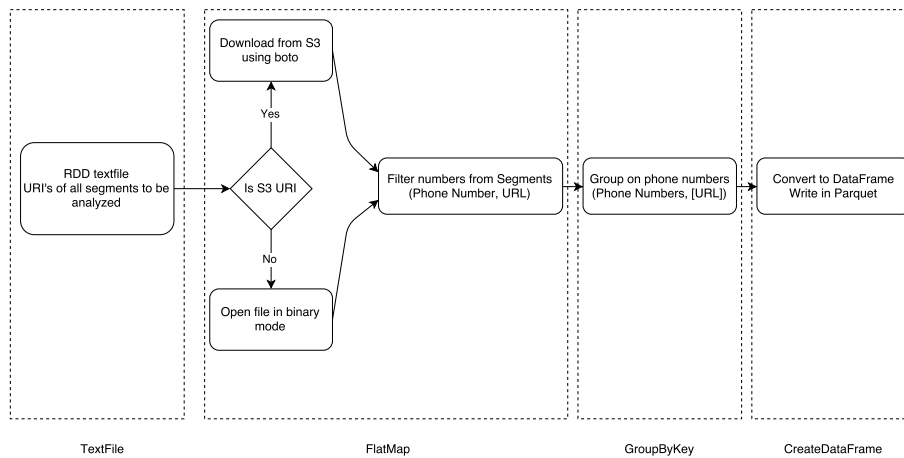 Download from S3
using boto
Yes
RDD textfile
URI's of all segments to be
analyzed
Is S3 URI
Filter numbers from Segments
(Phone Number, URL)
Group on phone numbers
(Phone Numbers, [URL])
Convert to DataFrame
Write in Parquet
No
Open file in binary
mode
TextFile
FlatMap
GroupByKey
CreateDataFrame